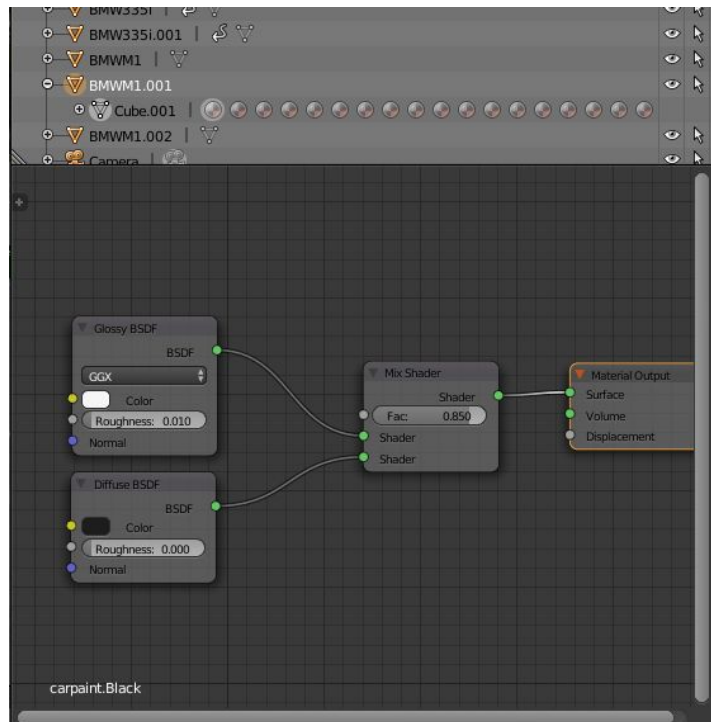 BMW335i
BMW335i.001
BMWM1
BMWM1.001
Cube.001
BMWM1.002
Camera
Glossy BSDF
BSDF
GGX
Color
Roughness: 0.010
Normal
Diffuse BSDF
BSDF
Color
Roughness: 0.000
Normal
Mix Shader
Shader
Fac: 0.850
Shader
Shader
Material Output
Surface
Volume
Displacement
carpaint.Black